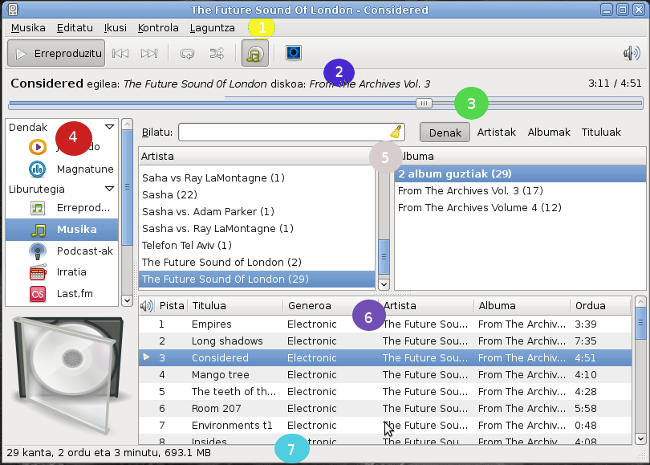 The Future Sound Of London - Considered
Musika Editatu Ikusi Kontrola Laguntza 1
Erreproduzitu
2
Considered egilea: The Future Sound Of London diskoa: From The Archives Vol. 3 3:11 / 4:51
3
Dendak
4
Magnatune
Liburutegia
Erreprod...
Musika
Podcast-ak
Irratia
Last.fm
Bilatu: Denak Artistak Albumak Tituluak
5
Artista
Saha vs Ray LaMontagne (1)
Sasha (22)
Sasha vs. Adam Parker (1)
Sasha vs. Ray LaMontagne (1)
Telefon Tel Aviv (1)
The Future Sound of London (2)
The Future Sound Of London (29)
Albuma
2 album guztiak (29)
From The Archives Vol. 3 (17)
From The Archives Volume 4 (12)
6
Pista Titulua Generoa Artista Albuma Ordua
1 Empires Electronic The Future Sou... From The Archiv... 3:39
2 Long shadows Electronic The Future Sou... From The Archiv... 7:35
3 Considered Electronic The Future Sou... From The Archiv... 4:51
4 Mango tree Electronic The Future Sou... From The Archiv... 4:10
5 The teeth of th... Electronic The Future Sou... From The Archiv... 4:28
6 Room 207 Electronic The Future Sou... From The Archiv... 5:58
7 Environments t1 Electronic The Future Sou... From The Archiv... 0:48
8 Insides Electronic The Future Sou... From The Archiv... 4:08
29 kanta, 2 ordu eta 3 minutu, 693.1 MB
7